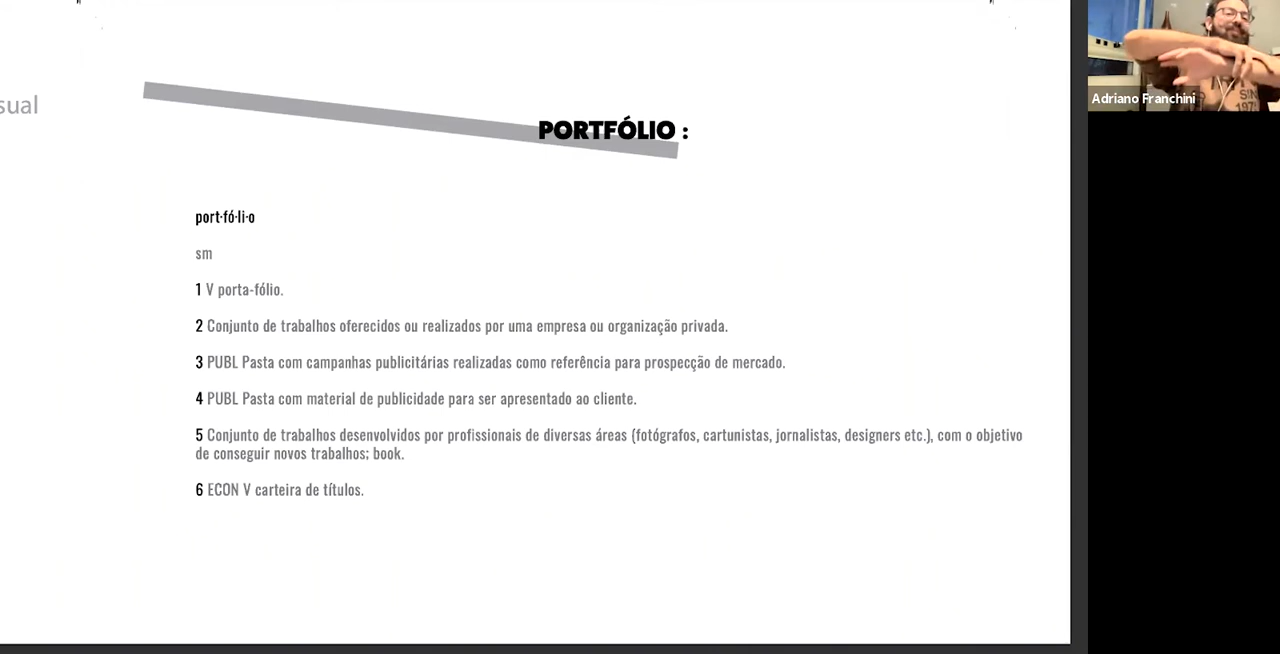 sual
PORTFÓLIO :
port·fó·li·o
sm
1 V porta-fólio.
2 Conjunto de trabalhos oferecidos ou realizados por uma empresa ou organização privada.
3 PUBL Pasta com campanhas publicitárias realizadas como referência para prospecção de mercado.
4 PUBL Pasta com material de publicidade para ser apresentado ao cliente.
5 Conjunto de trabalhos desenvolvidos por profissionais de diversas áreas (fotógrafos, cartunistas, jornalistas, designers etc.), com o objetivo
de conseguir novos trabalhos; book.
6 ECON V carteira de títulos.
Adriano Franchini